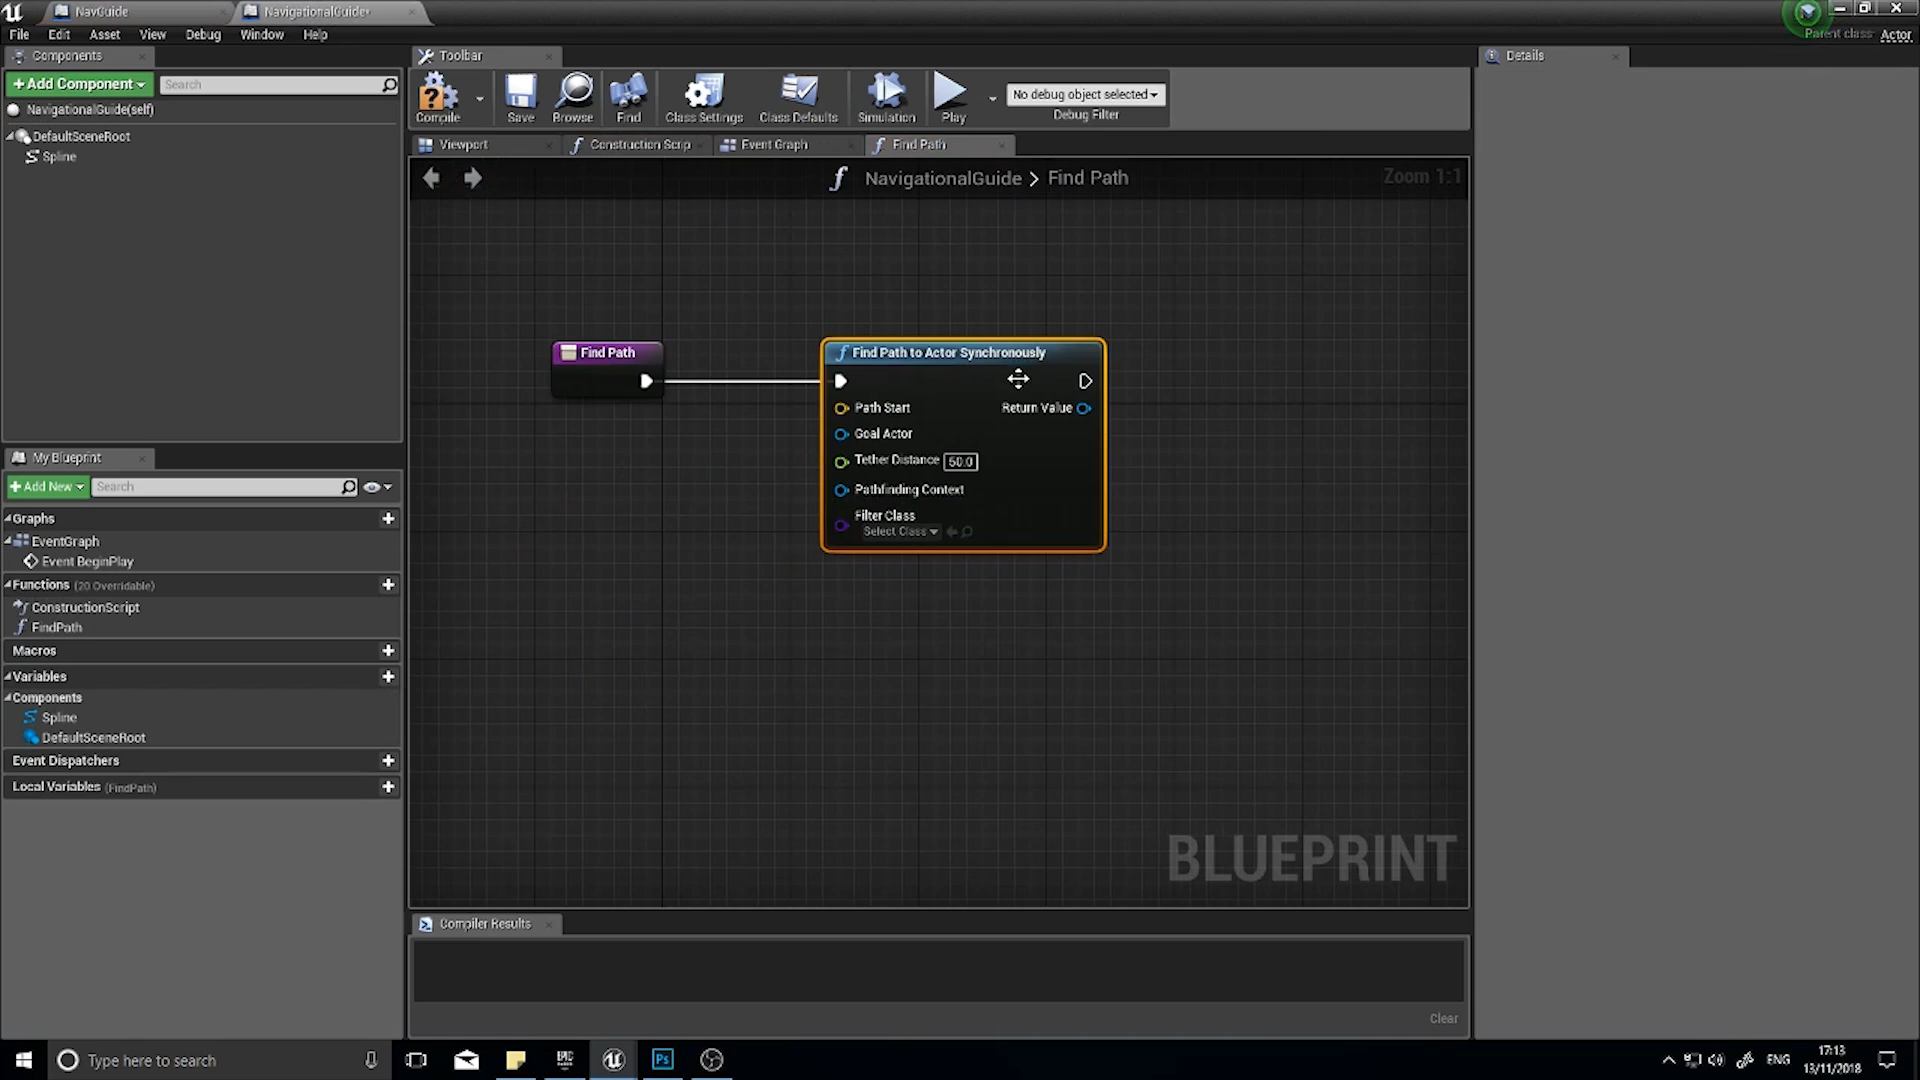 NavGuide
NavigationalGuide*
File Edit Asset View Debug Window Help
Parent class: Actor
Components
Toolbar
Details
+ Add Component
Search
NavigationalGuide(self)
DefaultSceneRoot
Spline
Compile
Save
Browse
Find
Class Settings
Class Defaults
Simulation
Play
No debug object selected
Debug Filter
Viewport
Construction Scrip
Event Graph
Find Path
NavigationalGuide > Find Path
Zoom 1:1
Find Path
Find Path to Actor Synchronously
Path Start
Return Value
Goal Actor
Tether Distance 50.0
Pathfinding Context
Filter Class
Select Class
BLUEPRINT
My Blueprint
+ Add New
Search
Graphs
EventGraph
Event BeginPlay
Functions (20 Overridable)
ConstructionScript
FindPath
Macros
Variables
Components
Spline
DefaultSceneRoot
Event Dispatchers
Local Variables (FindPath)
Compiler Results
Clear
Type here to search
EPIC
Ps
ENG
17:13
13/11/2018